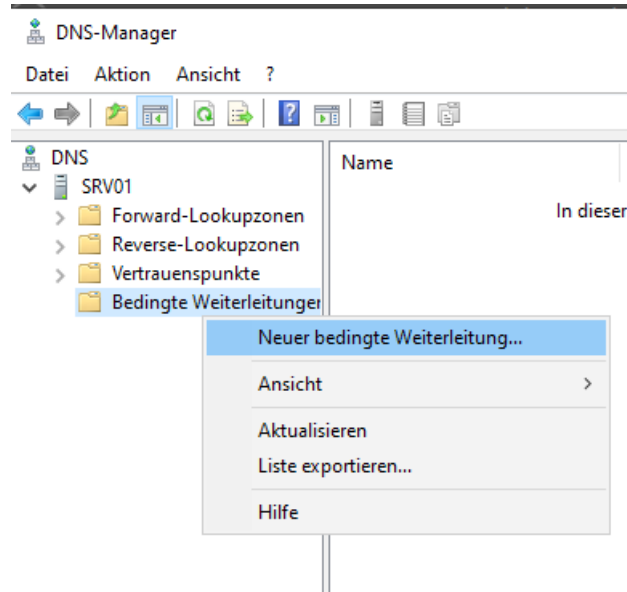 DNS-Manager
Datei Aktion Ansicht ?
DNS
Name
SRV01
In dieser
Forward-Lookupzonen
Reverse-Lookupzonen
Vertrauenspunkte
Bedingte Weiterleitunger
Neuer bedingte Weiterleitung...
Ansicht
Aktualisieren
Liste exportieren...
Hilfe